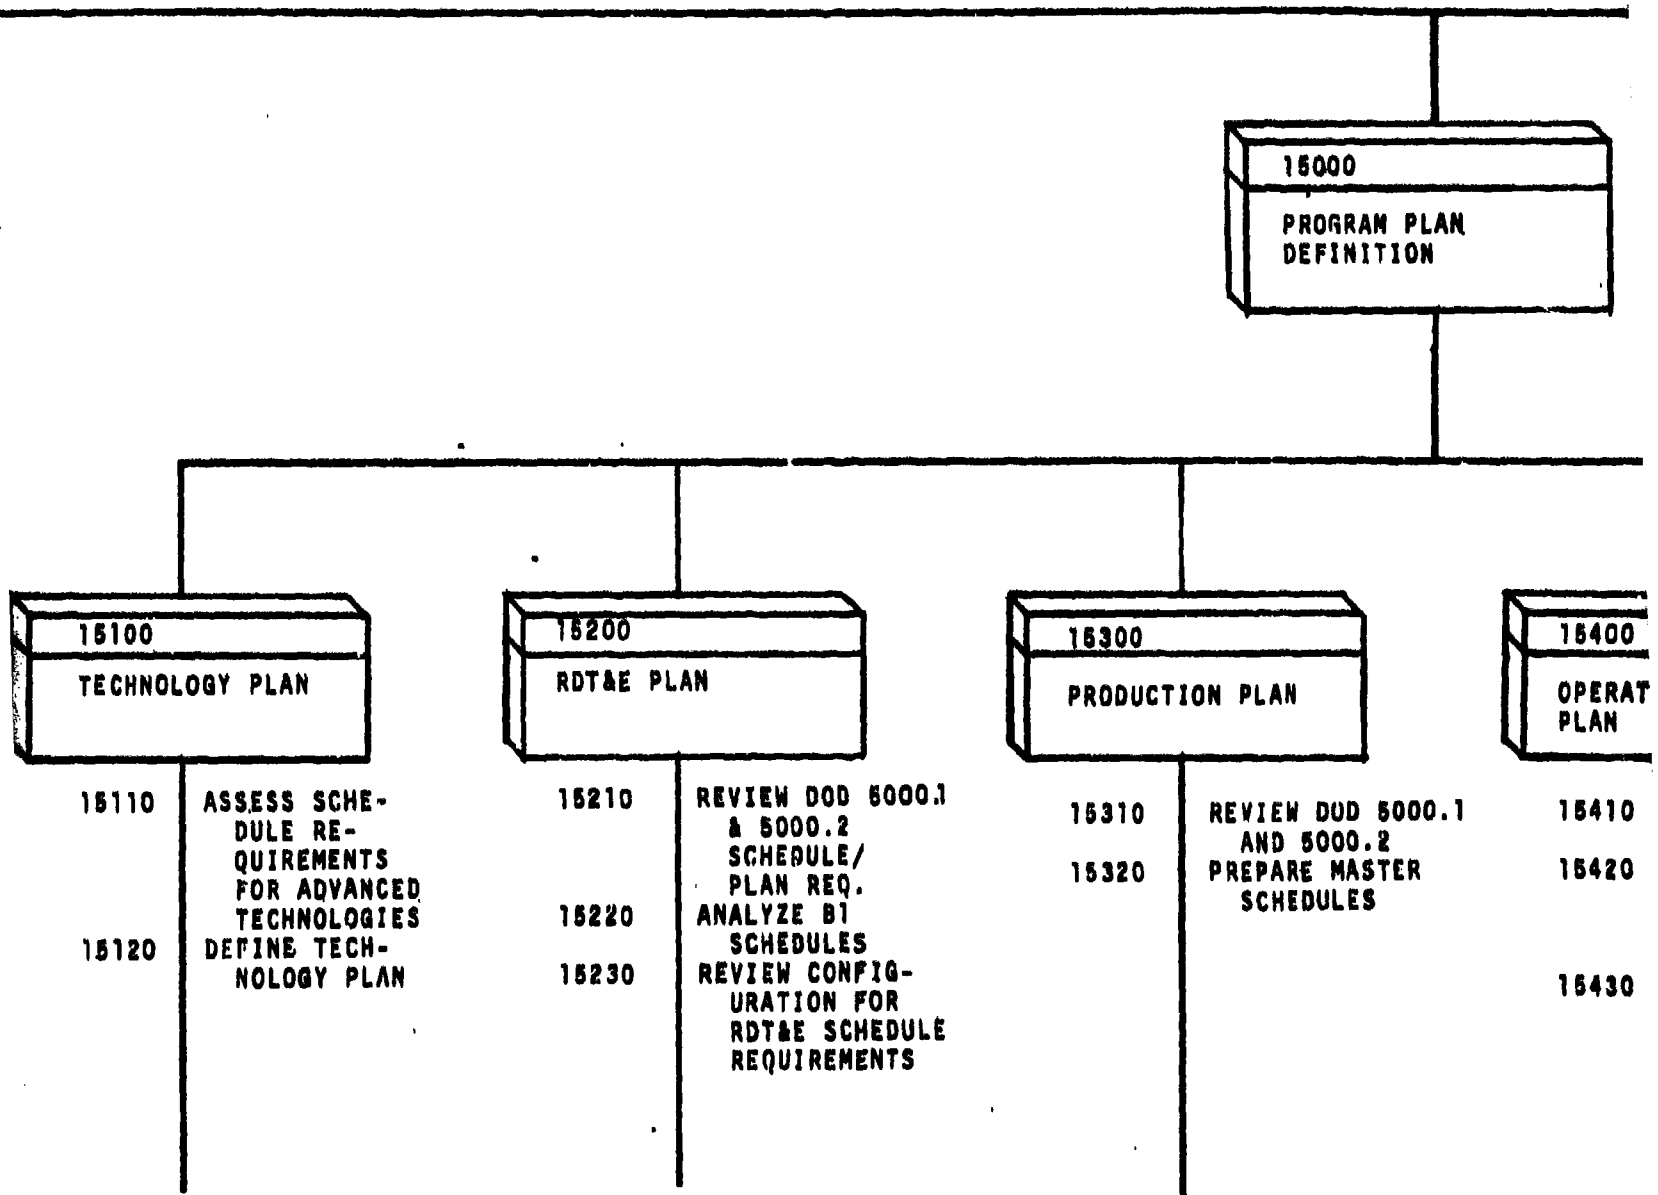 15000
PROGRAM PLAN
DEFINITION
15100
TECHNOLOGY PLAN
15110 ASSESS SCHE-
DULE RE-
QUIREMENTS
FOR ADVANCED
TECHNOLOGIES
15120 DEFINE TECH-
NOLOGY PLAN
15200
RDT&E PLAN
15210 REVIEW DOD 5000.1
& 5000.2
SCHEDULE/
PLAN REQ.
15220 ANALYZE B1
SCHEDULES
15230 REVIEW CONFIG-
URATION FOR
RDT&E SCHEDULE
REQUIREMENTS
15300
PRODUCTION PLAN
15310 REVIEW DOD 5000.1
AND 5000.2
15320 PREPARE MASTER
SCHEDULES
15400
OPERAT
PLAN
15410
15420
15430